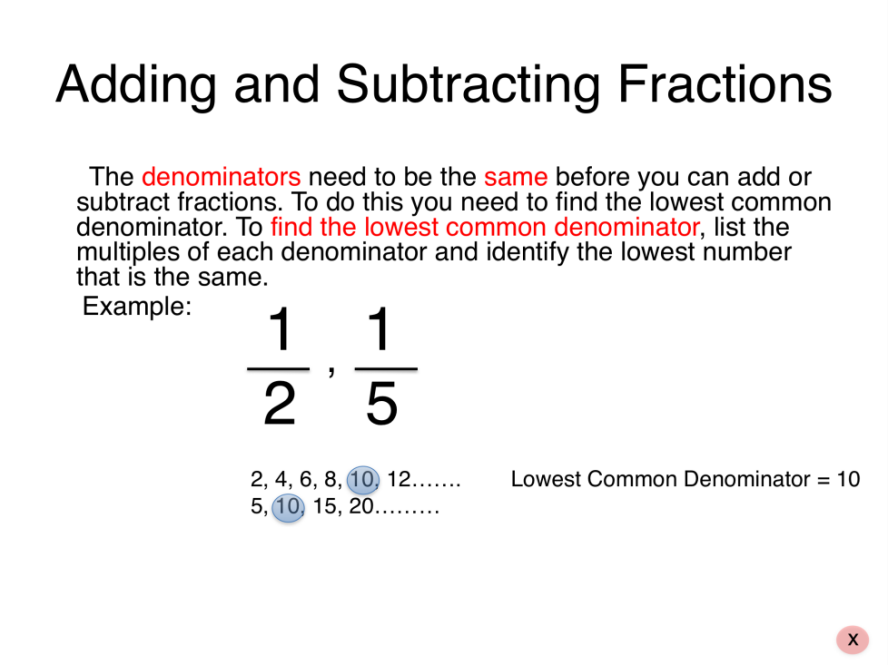 Adding and Subtracting Fractions
The denominators need to be the same before you can add or
subtract fractions. To do this you need to find the lowest common
denominator. To find the lowest common denominator, list the
multiples of each denominator and identify the lowest number
that is the same.
Example:
1 1
,
2 5
2, 4, 6, 8, 10, 12....... Lowest Common Denominator = 10
5, 10, 15, 20.........
X